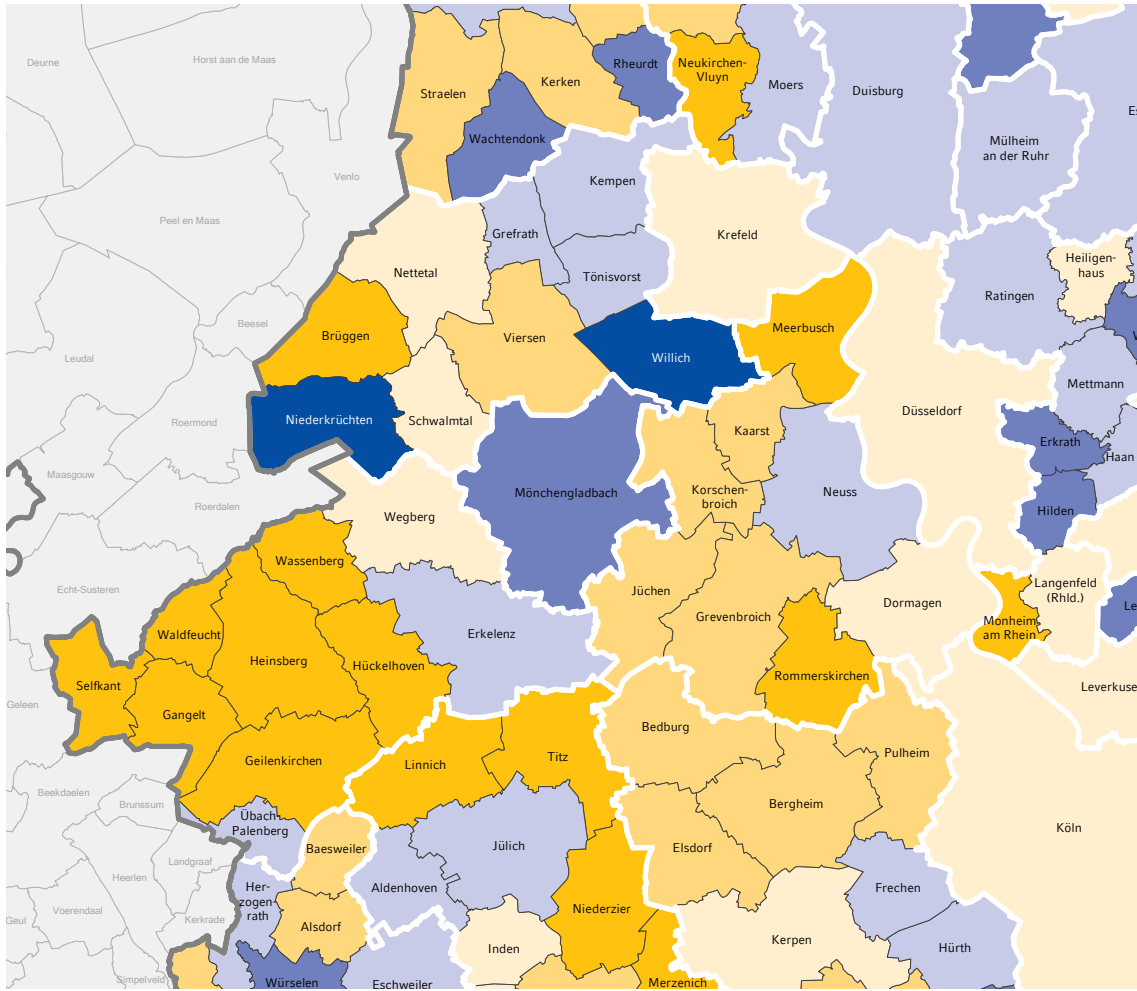 Deurne
Horst aan de Maas
Venlo
Peel en Maas
Beesel
Leudal
Roermond
Maasgouw
Roerdalen
Echt-Susteren
Geleen
Beekdaelen
Brunssum
Landgraaf
Heerlen
Voerendaal
Kerkrade
Geul
Simpelveld
Straelen
Kerken
Rheurdt
Neukirchen-
Vluyn
Moers
Duisburg
Es
Wachtendonk
Mülheim
an der Ruhr
Kempen
Grefrath
Krefeld
Nettetal
Tönisvorst
Heiligen-
haus
Ratingen
Brüggen
Viersen
Meerbusch
Willich
Mettmann
Niederkrüchten
Schwalmtal
Düsseldorf
Kaarst
Erkrath
Haan
Mönchengladbach
Korschen-
broich
Neuss
Hilden
Wegberg
Wassenberg
Jüchen
Langenfeld
(Rhld.)
Dormagen
Le
Waldfeucht
Erkelenz
Grevenbroich
Monheim
am Rhein
Heinsberg
Hückelhoven
Selfkant
Rommerskirchen
Leverkuse
Gangelt
Bedburg
Geilenkirchen
Linnich
Titz
Pulheim
Bergheim
Übach-
Palenberg
Köln
Baesweiler
Jülich
Elsdorf
Her-
zogen-
rath
Aldenhoven
Frechen
Niederzier
Alsdorf
Inden
Kerpen
Hürth
Würselen
Eschweiler
Merzenich